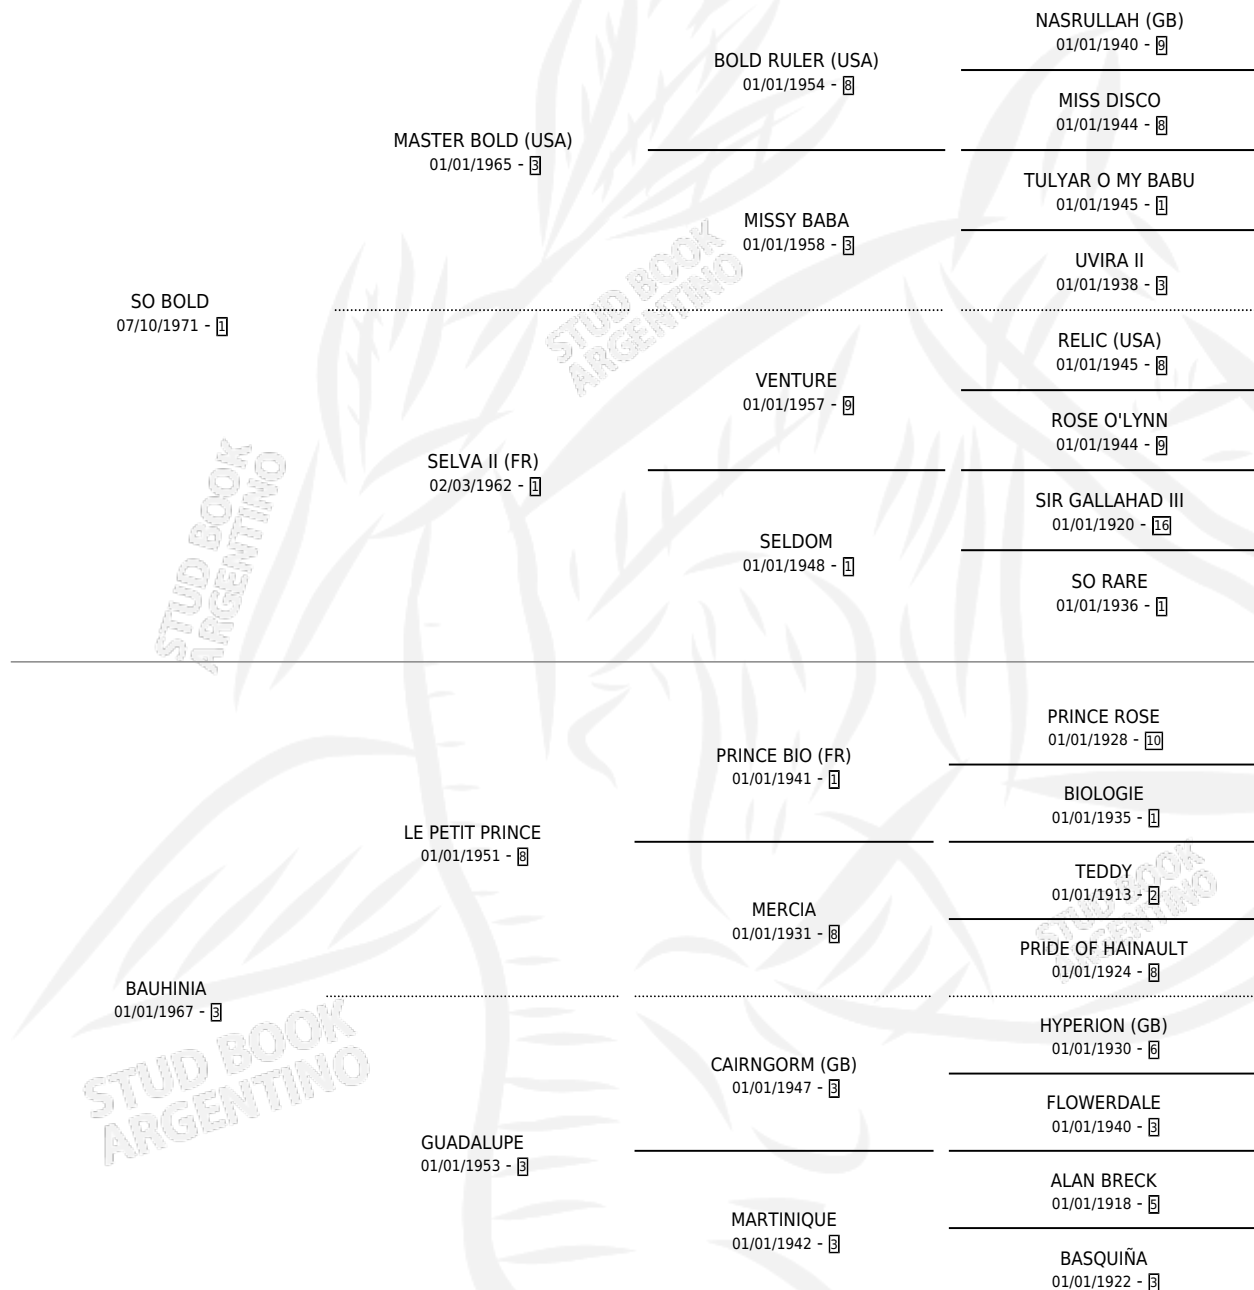 NASRULLAH (GB)
01/01/1940 - 9
BOLD RULER (USA)
01/01/1954 - 8
MISS DISCO
01/01/1944 - 8
MASTER BOLD (USA)
01/01/1965 - 3
TULYAR O MY BABU
01/01/1945 - 1
MISSY BABA
01/01/1958 - 3
UVIRA II
01/01/1938 - 3
SO BOLD
07/10/1971 - 1
RELIC (USA)
01/01/1945 - 8
VENTURE
01/01/1957 - 9
ROSE O'LYNN
01/01/1944 - 9
SELVA II (FR)
02/03/1962 - 1
SIR GALLAHAD III
01/01/1920 - 16
SELDOM
01/01/1948 - 1
SO RARE
01/01/1936 - 1
PRINCE ROSE
01/01/1928 - 10
PRINCE BIO (FR)
01/01/1941 - 1
BIOLOGIE
01/01/1935 - 1
LE PETIT PRINCE
01/01/1951 - 8
TEDDY
01/01/1913 - 2
MERCIA
01/01/1931 - 8
PRIDE OF HAINAULT
01/01/1924 - 8
BAUHINIA
01/01/1967 - 3
HYPERION (GB)
01/01/1930 - 6
CAIRNGORM (GB)
01/01/1947 - 3
FLOWERDALE
01/01/1940 - 3
GUADALUPE
01/01/1953 - 3
ALAN BRECK
01/01/1918 - 5
MARTINIQUE
01/01/1942 - 3
BASQUIÑA
01/01/1922 - 3
STUD BOOK
ARGENTINO
STUD BOOK
ARGENTINO
STUD BOOK
ARGENTINO
STUD BOOK
ARGENTINO